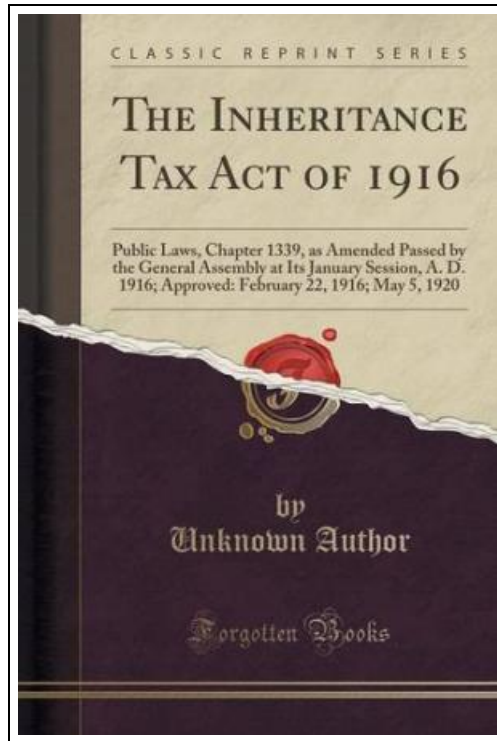 CLASSIC REPRINT SERIES
THE INHERITANCE
TAX ACT OF 1916
Public Laws, Chapter 1339, as Amended Passed by
the General Assembly at Its January Session, A. D.
1916; Approved: February 22, 1916; May 5, 1920
F
by
Unknown Author
Forgotten Books